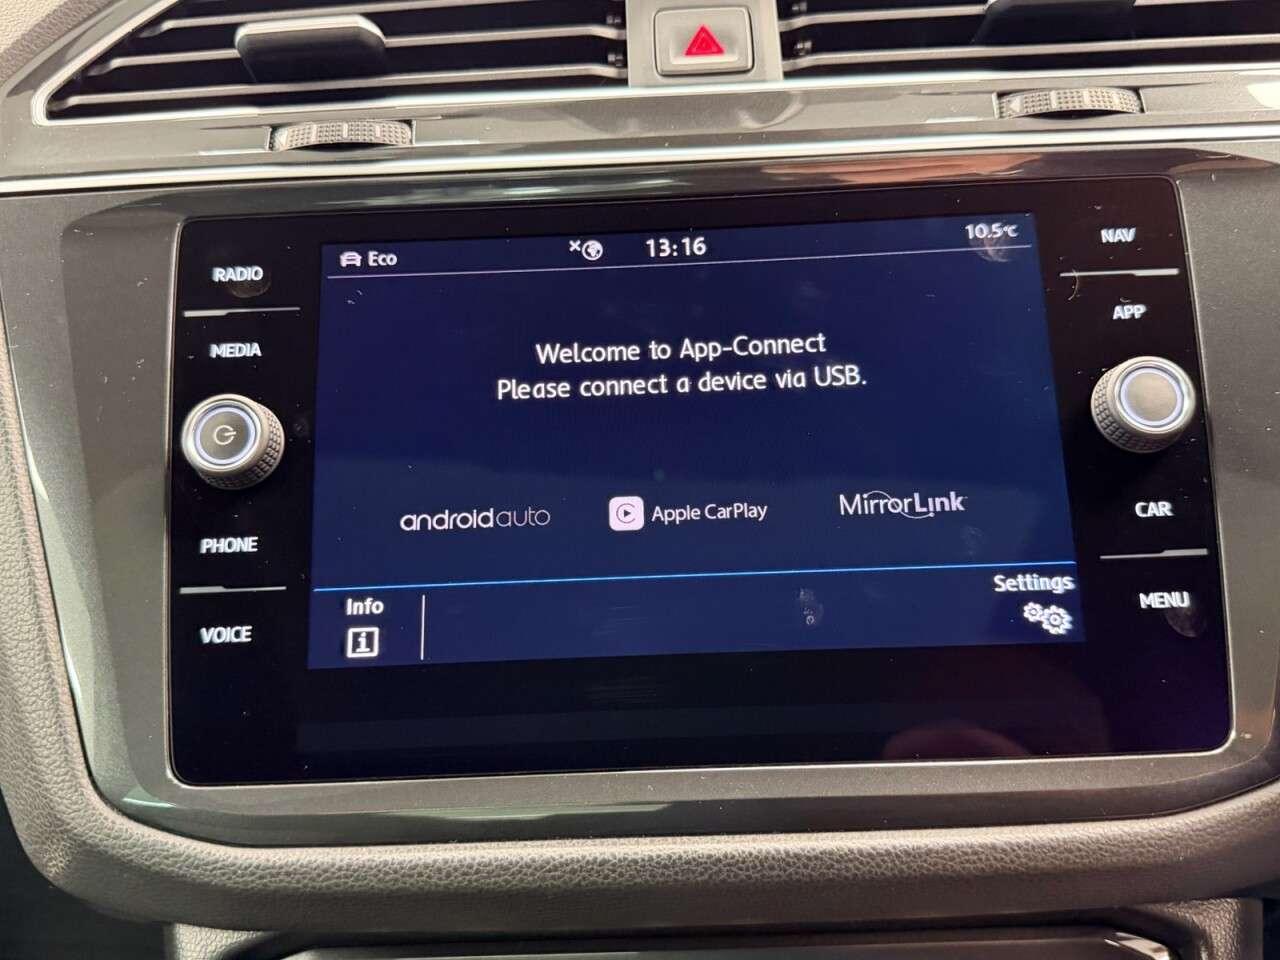 RADIO
MEDIA
PHONE
VOICE
Eco
13:16
10.5°C
Welcome to App-Connect
Please connect a device via USB.
androidauto
Apple CarPlay
MirrorLink
Info
i
Settings
NAV
APP
CAR
MENU